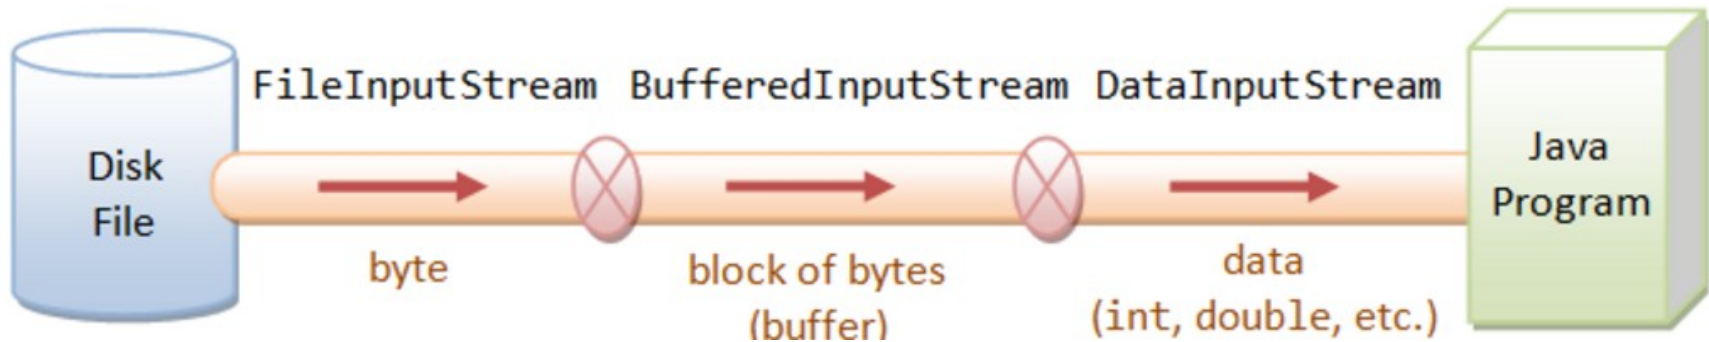 FileInputStream BufferedInputStream DataInputStream
Disk
File
Java
Program
byte
block of bytes
(buffer)
data
(int, double, etc.)